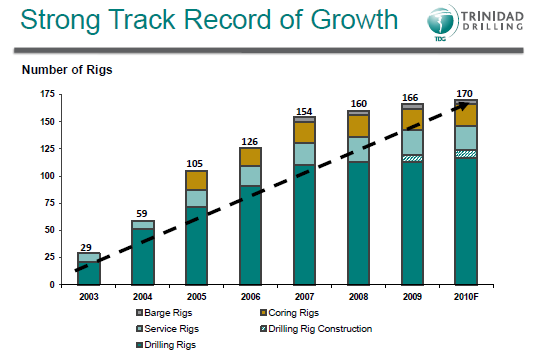 Strong Track Record of Growth
TRINIDAD
DRILLING
TDG
Number of Rigs
175
150
125
100
75
50
25
0
29
59
105
126
154
160
166
170
2003
2004
2005
2006
2007
2008
2009
2010F
Barge Rigs
Coring Rigs
Service Rigs
Drilling Rig Construction
Drilling Rigs